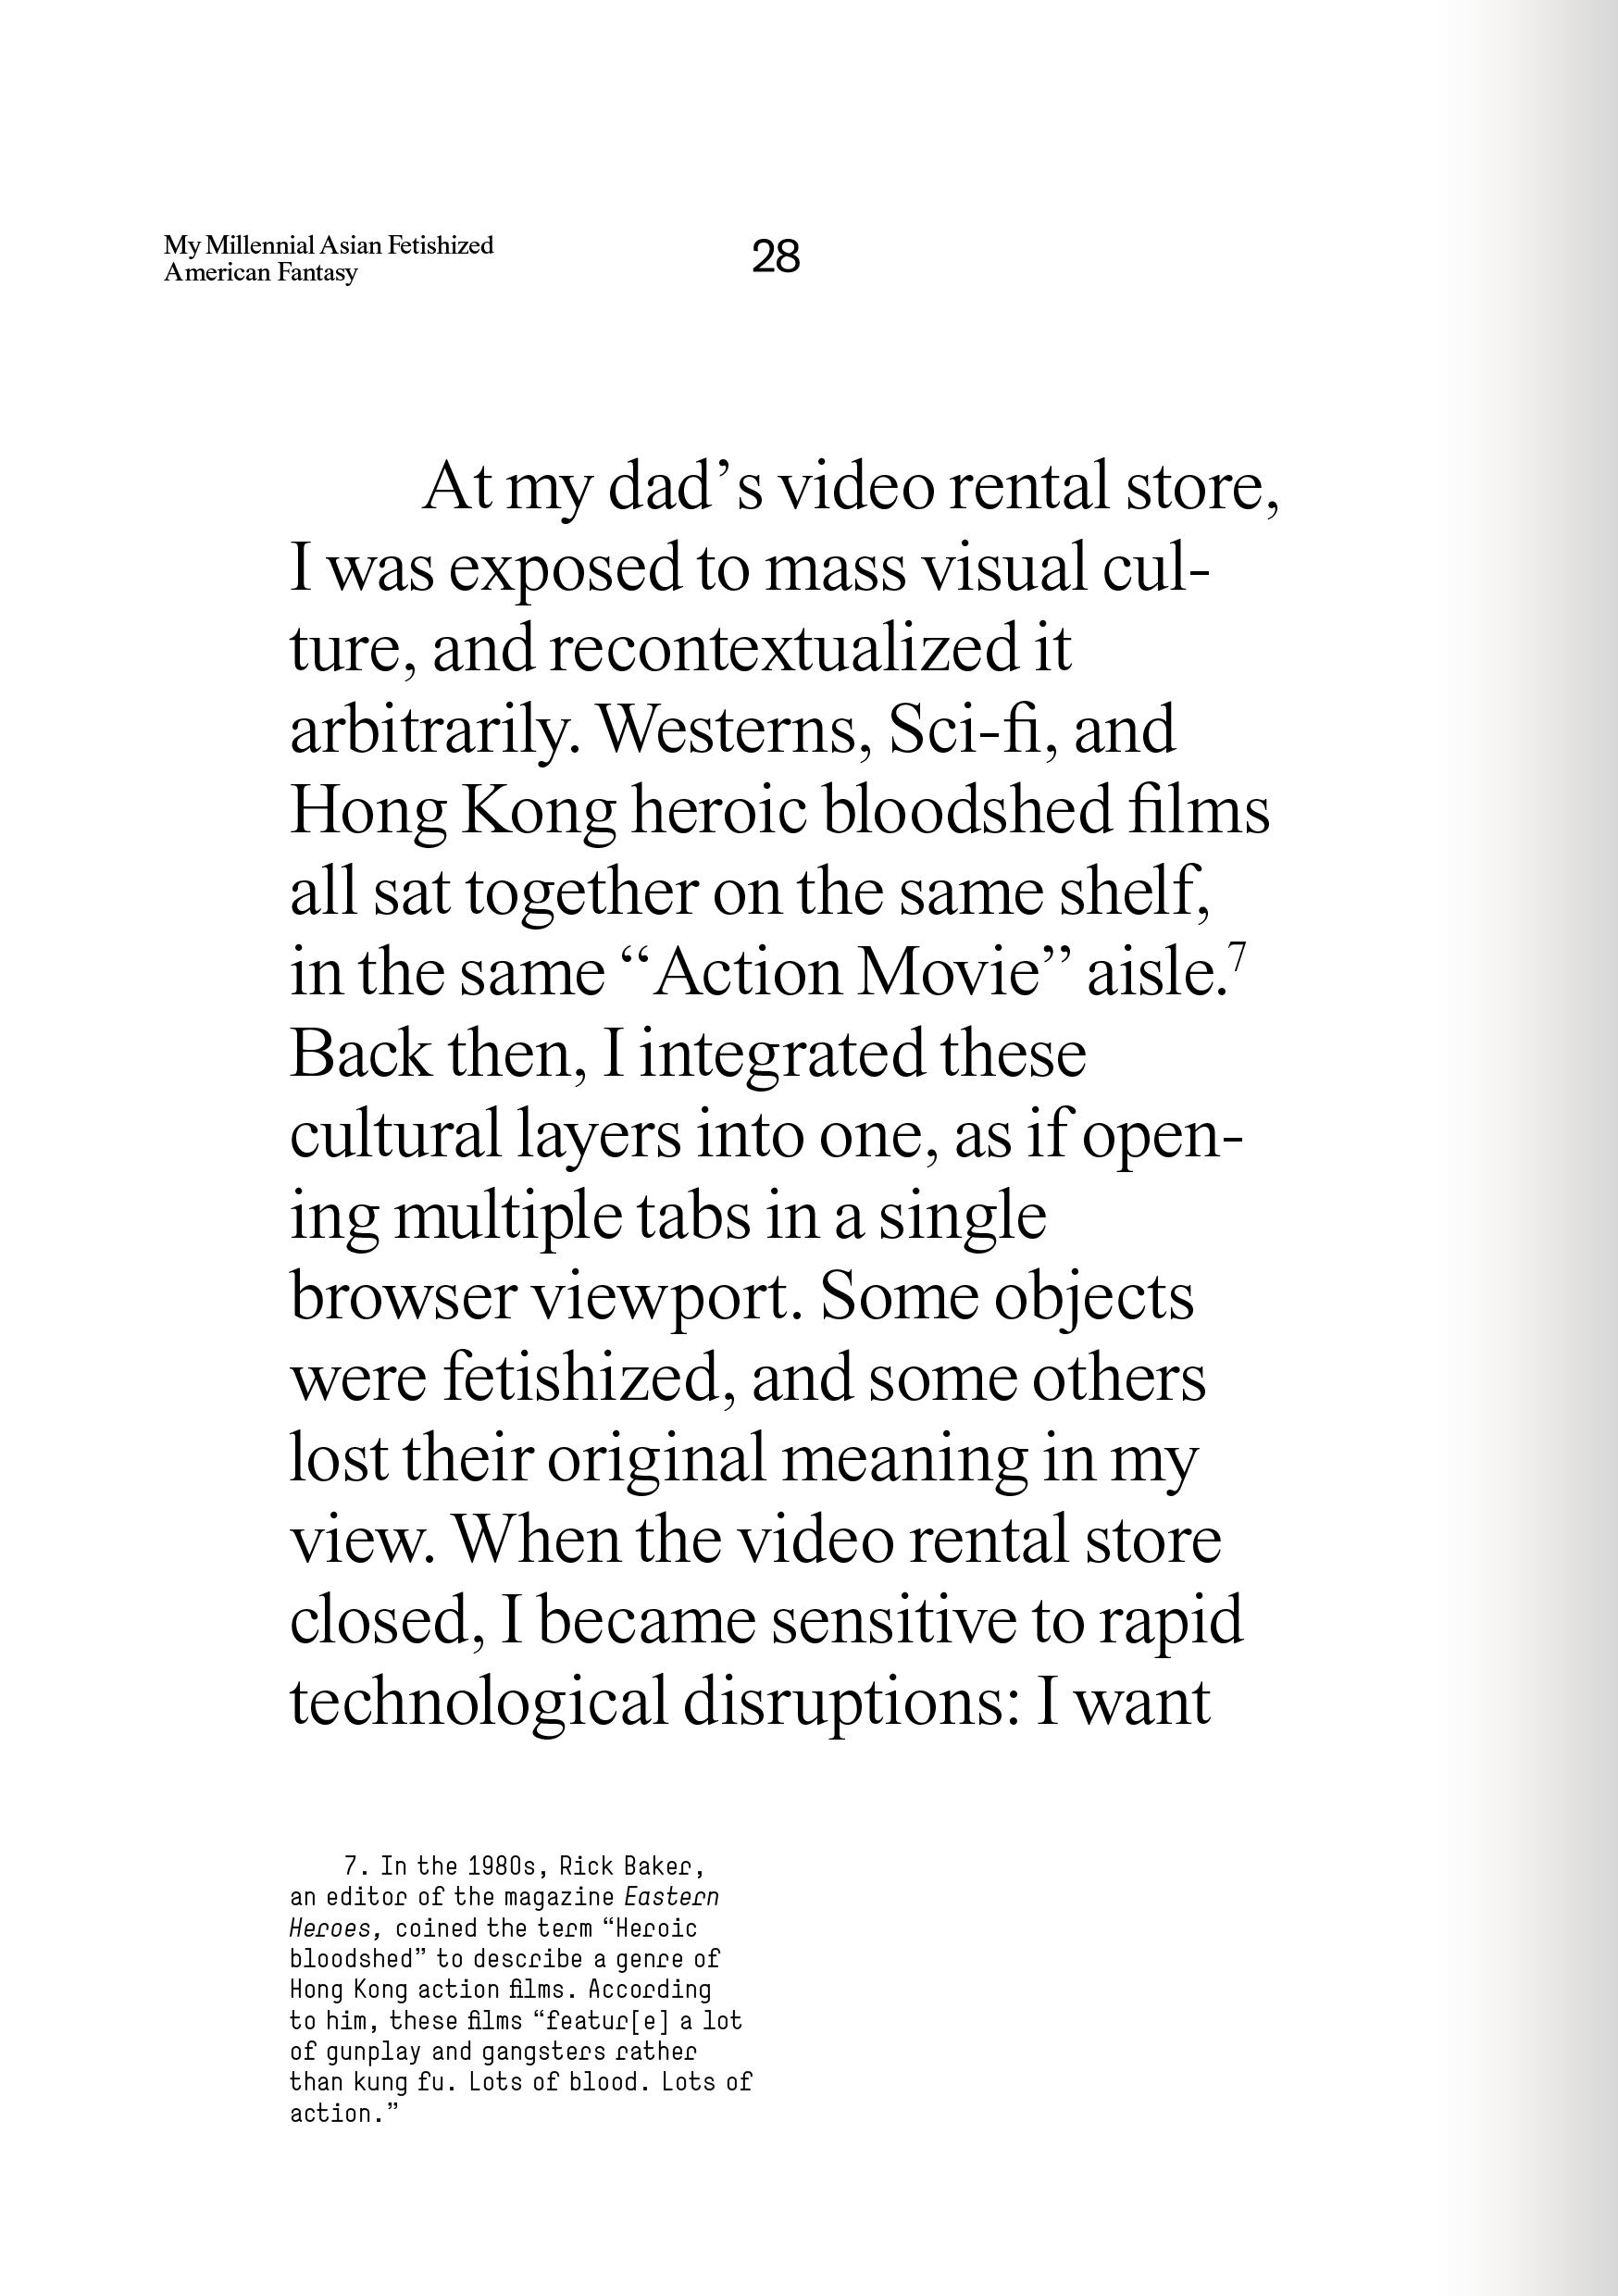 My Millennial Asian Fetishized
American Fantasy
28
At my dad’s video rental store,
I was exposed to mass visual cul-
ture, and recontextualized it
arbitrarily. Westerns, Sci-fi, and
Hong Kong heroic bloodshed films
all sat together on the same shelf,
in the same “Action Movie” aisle.7
Back then, I integrated these
cultural layers into one, as if open-
ing multiple tabs in a single
browser viewport. Some objects
were fetishized, and some others
lost their original meaning in my
view. When the video rental store
closed, I became sensitive to rapid
technological disruptions: I want
7. In the 1980s, Rick Baker,
an editor of the magazine Eastern
Heroes, coined the term “Heroic
bloodshed” to describe a genre of
Hong Kong action films. According
to him, these films “featur[e] a lot
of gunplay and gangsters rather
than kung fu. Lots of blood. Lots of
action.”